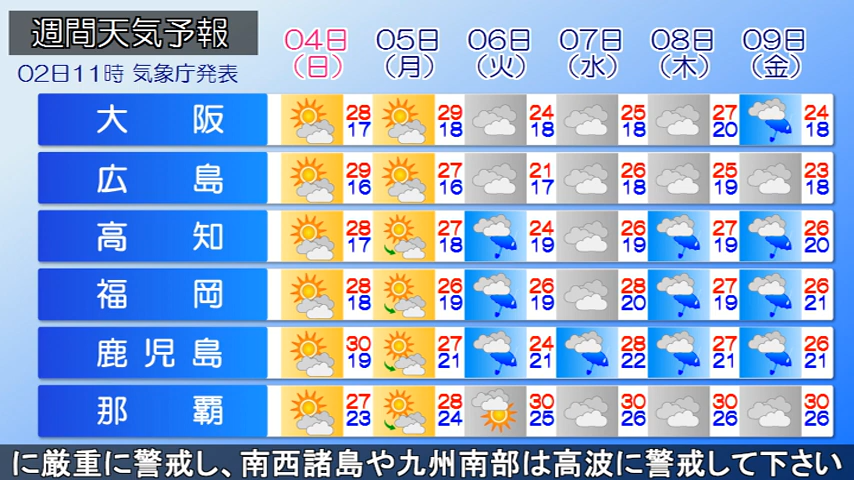 週間天気予報
02日11時 気象庁発表
04日 05日 06日 07日 08日 09日
(日) (月) (火) (水) (木) (金)
大阪 28 17 29 18 24 18 25 18 27 20 24 18
広島 29 16 27 16 21 17 26 18 25 19 23 18
高知 28 17 27 18 24 19 26 19 27 19 26 20
福岡 28 18 26 19 26 19 28 20 27 19 26 21
鹿児島 30 19 27 21 24 21 28 22 27 21 26 21
那覇 27 23 28 24 30 25 30 26 30 26 30 26
に厳重に警戒し、南西諸島や九州南部は高波に警戒して下さい